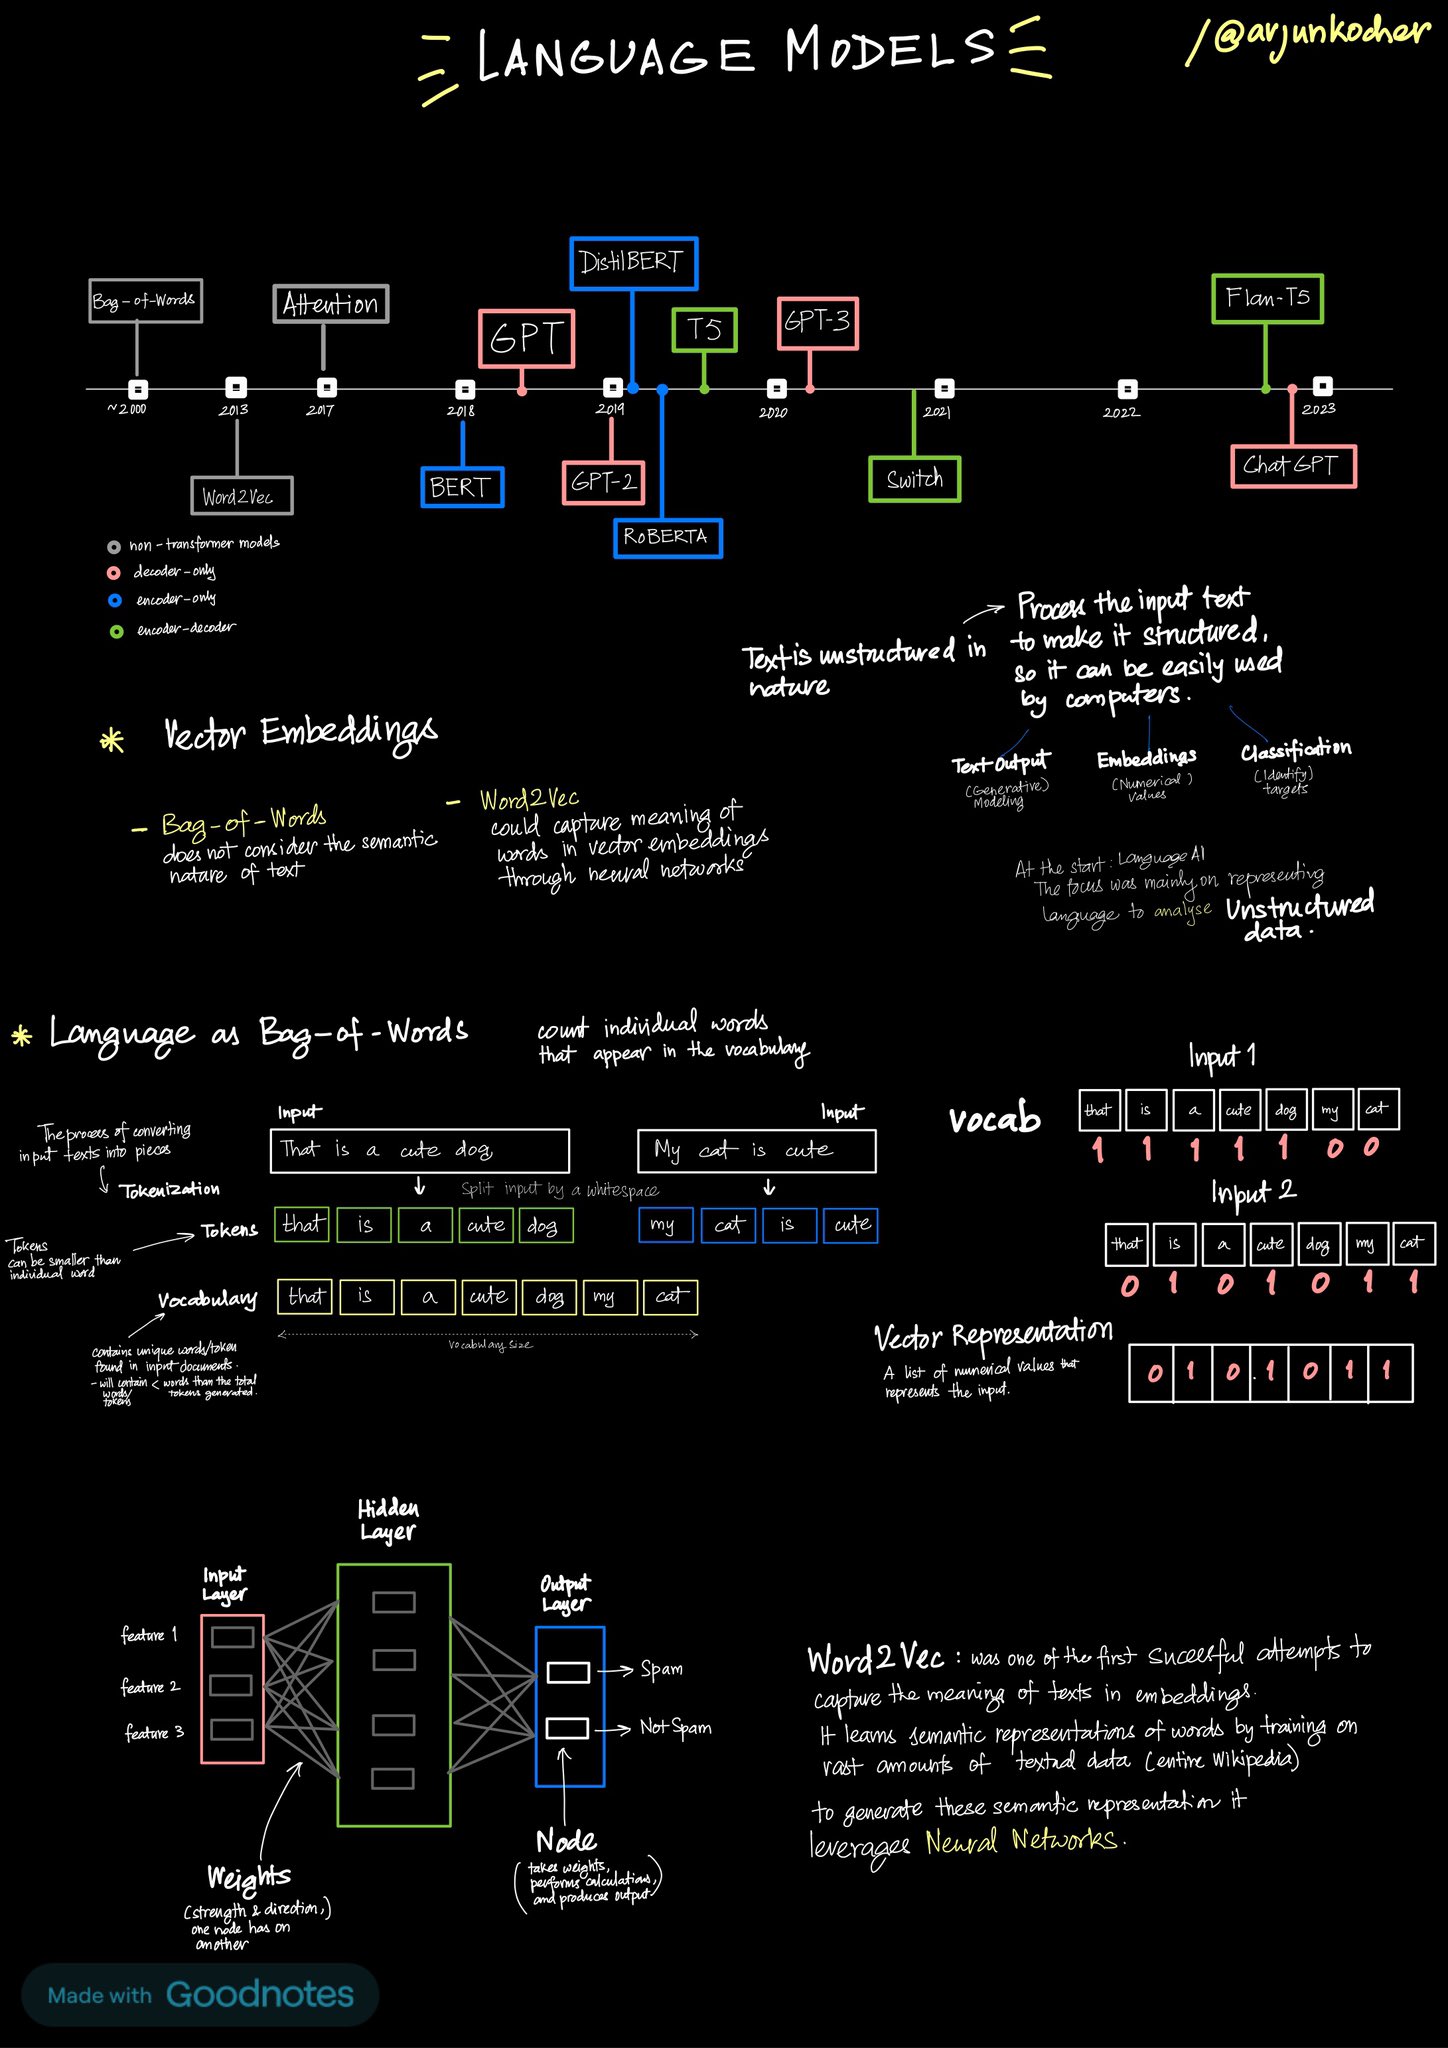 LANGUAGE MODELS
/@arjunkocher
DistilBERT
Bag-of-Words
Attention
GPT
T5
GPT-3
Flan-T5
~2000
2013
2017
2018
2019
2020
2021
2022
2023
Word2Vec
BERT
GPT-2
RoBERTA
Switch
ChatGPT
non-transformer models
decoder-only
encoder-only
encoder-decoder
Text is unstructured in
nature
Process the input text
to make it structured,
so it can be easily used
by computers.
Text Output
(Generative)
Modeling
Embeddings
(Numerical)
values
Classification
(Identify)
targets
* Vector Embeddings
- Bag-of-Words
does not consider the semantic
nature of text
- Word2Vec
could capture meaning of
words in vector embeddings
through neural networks
At the start: Language AI
The focus was mainly on representing
language to analyse Unstructured
data.
* Language as Bag-of-Words
count individual words
that appear in the vocabulary
The process of converting
input texts into pieces
Tokenization
Input
That is a cute dog
Input
My cat is cute
Split input by a whitespace
Tokens
that is a cute dog
my cat is cute
Tokens
can be smaller than
individual word
Vocabulary
that is a cute dog my cat
vocabulary size
contains unique words/token
found in input documents.
- will contain < words than the total
words/ tokens generated.
tokens
vocab
Input 1
that is a cute dog my cat
1 1 1 1 1 0 0
Input 2
that is a cute dog my cat
0 1 0 1 0 1 1
Vector Representation
A list of numerical values that
represents the input.
0 1 0 . 1 0 1 1
Hidden
Layer
Input
Layer
Output
Layer
feature 1
feature 2
feature 3
Spam
Not Spam
Weights
(strength & direction,)
one node has on
another
Node
(takes weights,
performs calculations,
and produces output)
Word2Vec : was one of the first sucessful attempts to
capture the meaning of texts in embeddings.
It learns semantic representations of words by training on
vast amounts of textual data (entire Wikipedia)
to generate these semantic representation it
leverages Neural Networks.
Made with Goodnotes